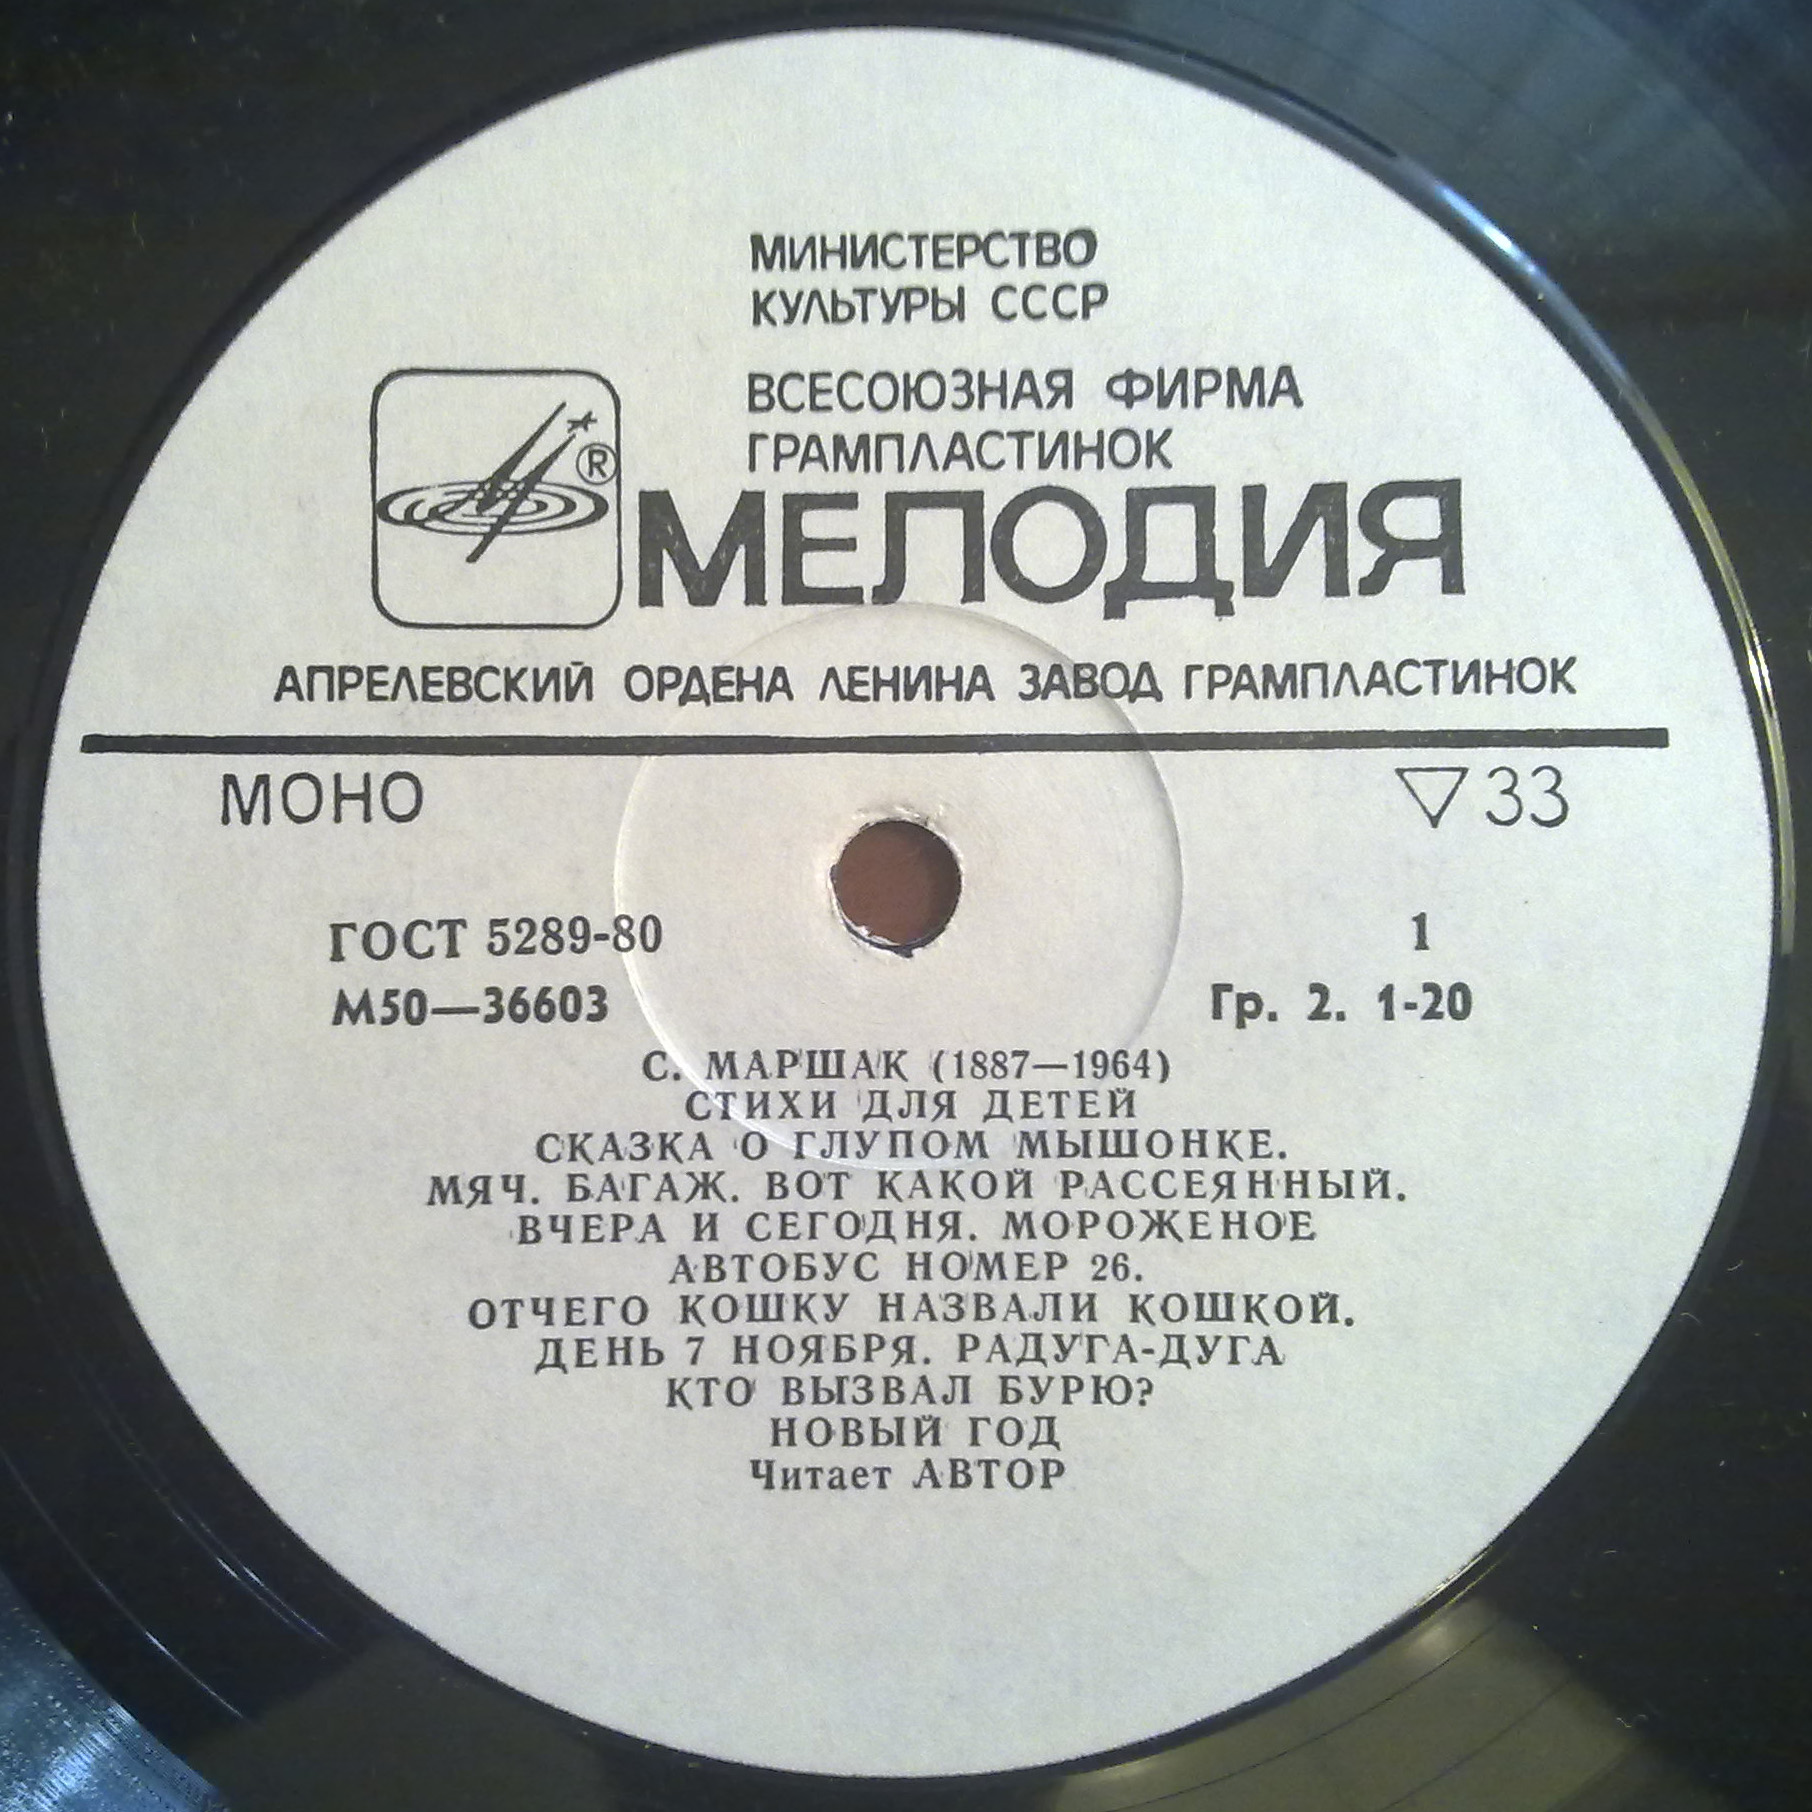 МИНИСТЕРСТВО
КУЛЬТУРЫ СССР
ВСЕСОЮЗНАЯ ФИРМА
ГРАМПЛАСТИНОК
®
МЕЛОДИЯ
АПРЕЛЕВСКИЙ ОРДЕНА ЛЕНИНА ЗАВОД ГРАМПЛАСТИНОК
МОНО ▽ 33
ГОСТ 5289-80 1
М50—36603 Гр. 2. 1-20
С. МАРШАК (1887—1964)
СТИХИ ДЛЯ ДЕТЕЙ
СКАЗКА О ГЛУПОМ МЫШОНКЕ.
МЯЧ. БАГАЖ. ВОТ КАКОЙ РАССЕЯННЫЙ.
ВЧЕРА И СЕГОДНЯ. МОРОЖЕНОЕ
АВТОБУС НОМЕР 26.
ОТЧЕГО КОШКУ НАЗВАЛИ КОШКОЙ.
ДЕНЬ 7 НОЯБРЯ. РАДУГА-ДУГА
КТО ВЫЗВАЛ БУРЮ?
НОВЫЙ ГОД
Читает АВТОР